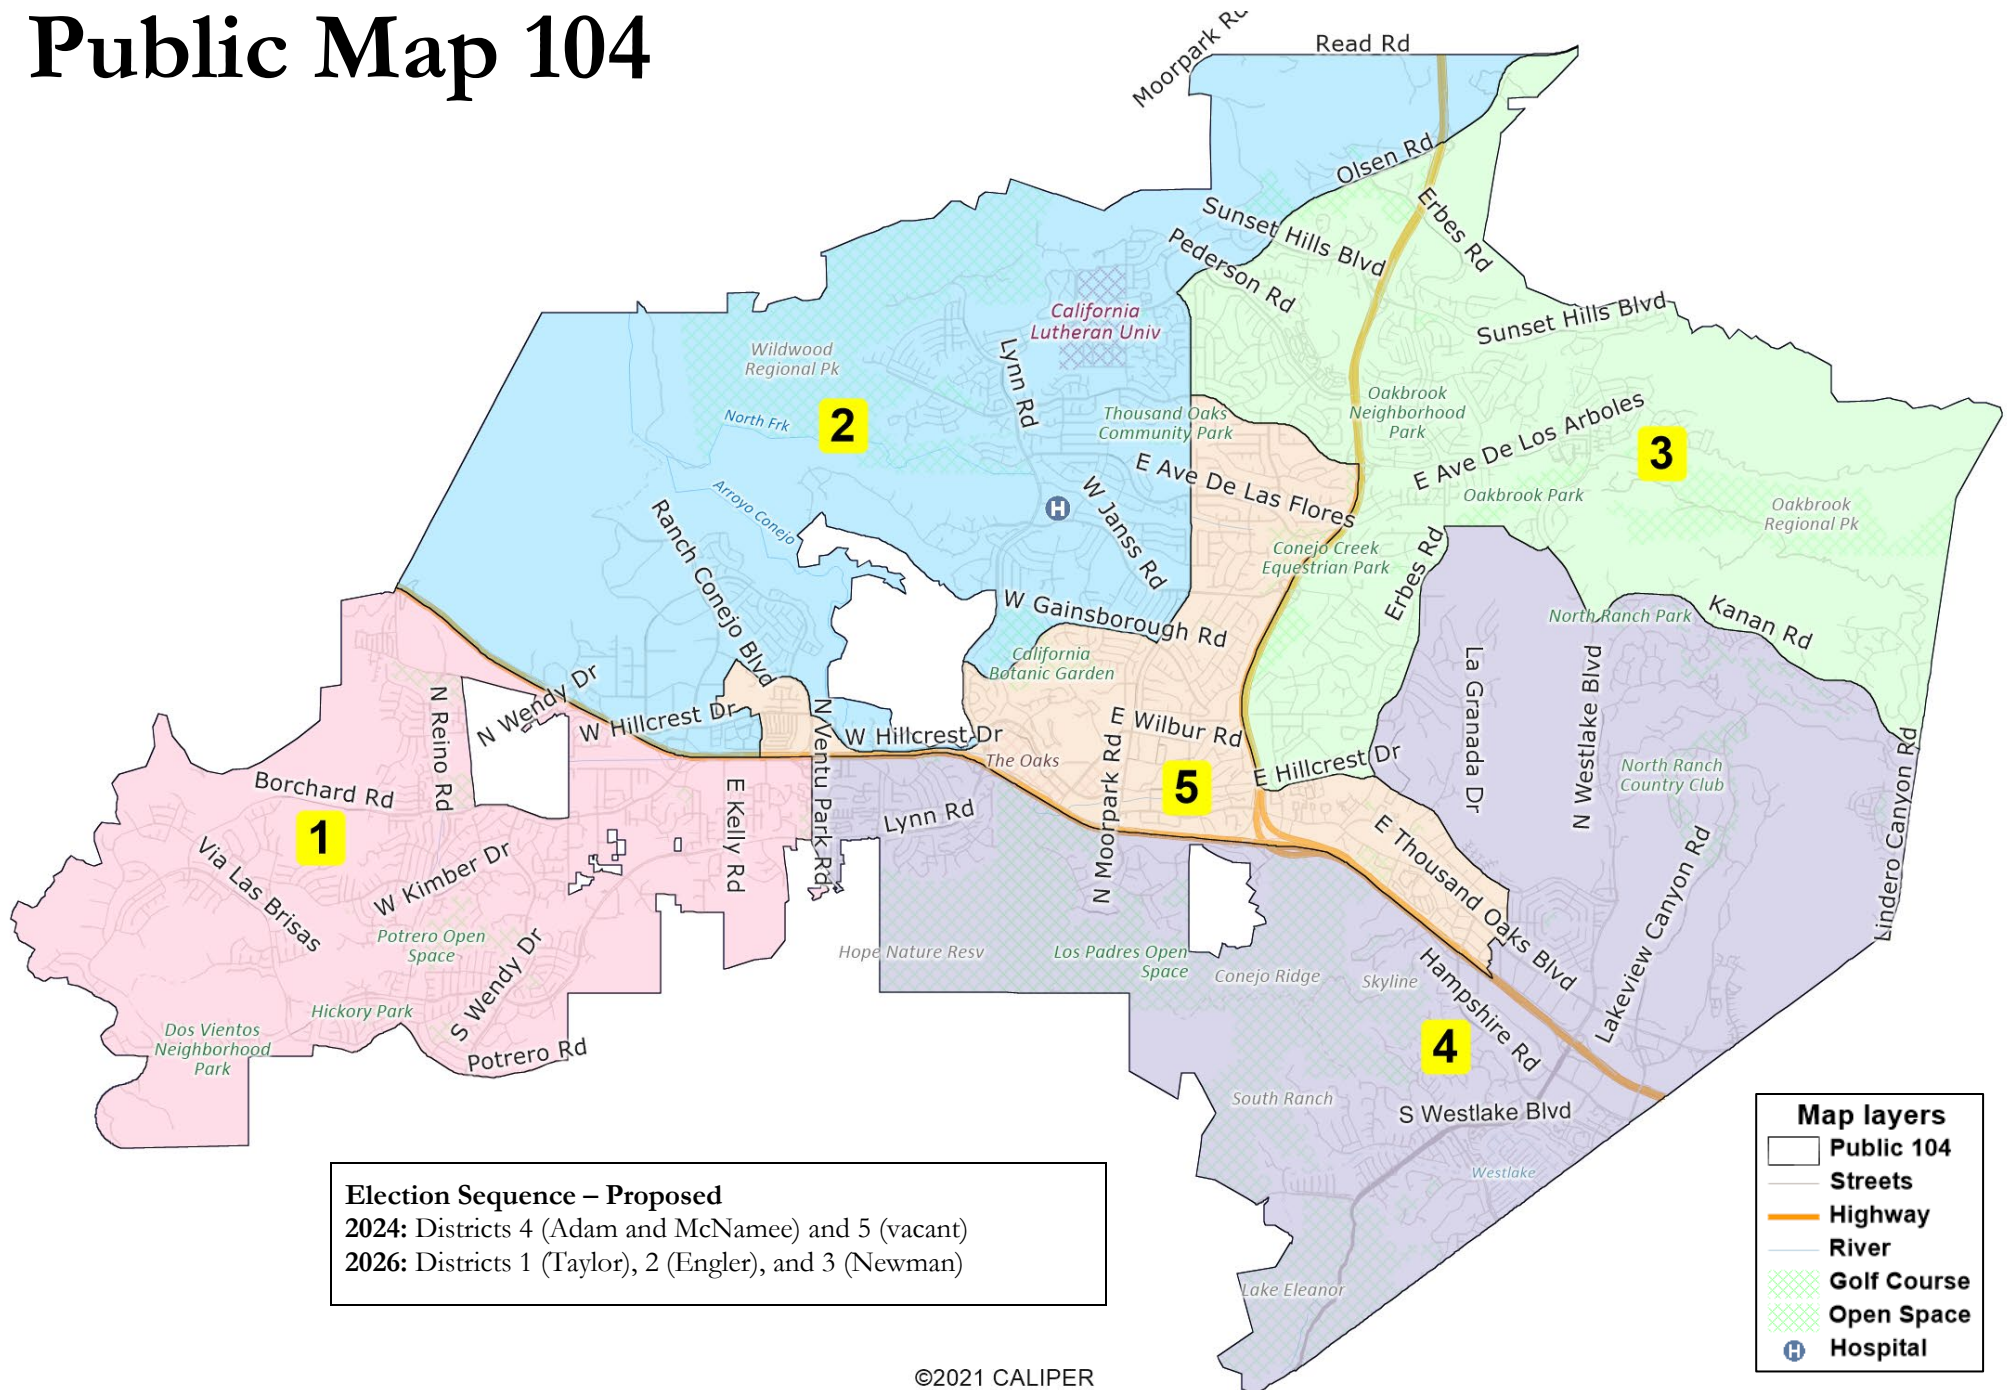 Public Map 104
Moorpark Rd
Read Rd
Olsen Rd
Erbes Rd
Sunset Hills Blvd
Pederson Rd
Sunset Hills Blvd
California
Lutheran Univ
Wildwood
Regional Pk
Lynn Rd
North Frk
2
Thousand Oaks
Community Park
Oakbrook
Neighborhood
Park
E Ave De Los Arboles
3
E Ave De Las Flores
Oakbrook Park
Oakbrook
Regional Pk
Arroyo Conejo
Ranch Conejo Blvd
H
W Janss Rd
Conejo Creek
Equestrian Park
Erbes Rd
W Gainsborough Rd
North Ranch Park
Kanan Rd
California
Botanic Garden
La Granada Dr
N Westlake Blvd
N Reino Rd
N Wendy Dr
W Hillcrest Dr
N Ventu Park Rd
W Hillcrest Dr
The Oaks
E Wilbur Rd
N Moorpark Rd
E Hillcrest Dr
North Ranch
Country Club
Lindero Canyon Rd
Borchard Rd
E Kelly Rd
5
Lynn Rd
1
Via Las Brisas
W Kimber Dr
E Thousand Oaks Blvd
Lakeview Canyon Rd
Potrero Open
Space
S Wendy Dr
Hope Nature Resv
Los Padres Open
Space
Conejo Ridge
Skyline
Hampshire Rd
Hickory Park
Dos Vientos
Neighborhood
Park
Potrero Rd
4
South Ranch
S Westlake Blvd
Westlake
Lake Eleanor
Election Sequence – Proposed
2024: Districts 4 (Adam and McNamee) and 5 (vacant)
2026: Districts 1 (Taylor), 2 (Engler), and 3 (Newman)
Map layers
Public 104
Streets
Highway
River
Golf Course
Open Space
H Hospital
©2021 CALIPER